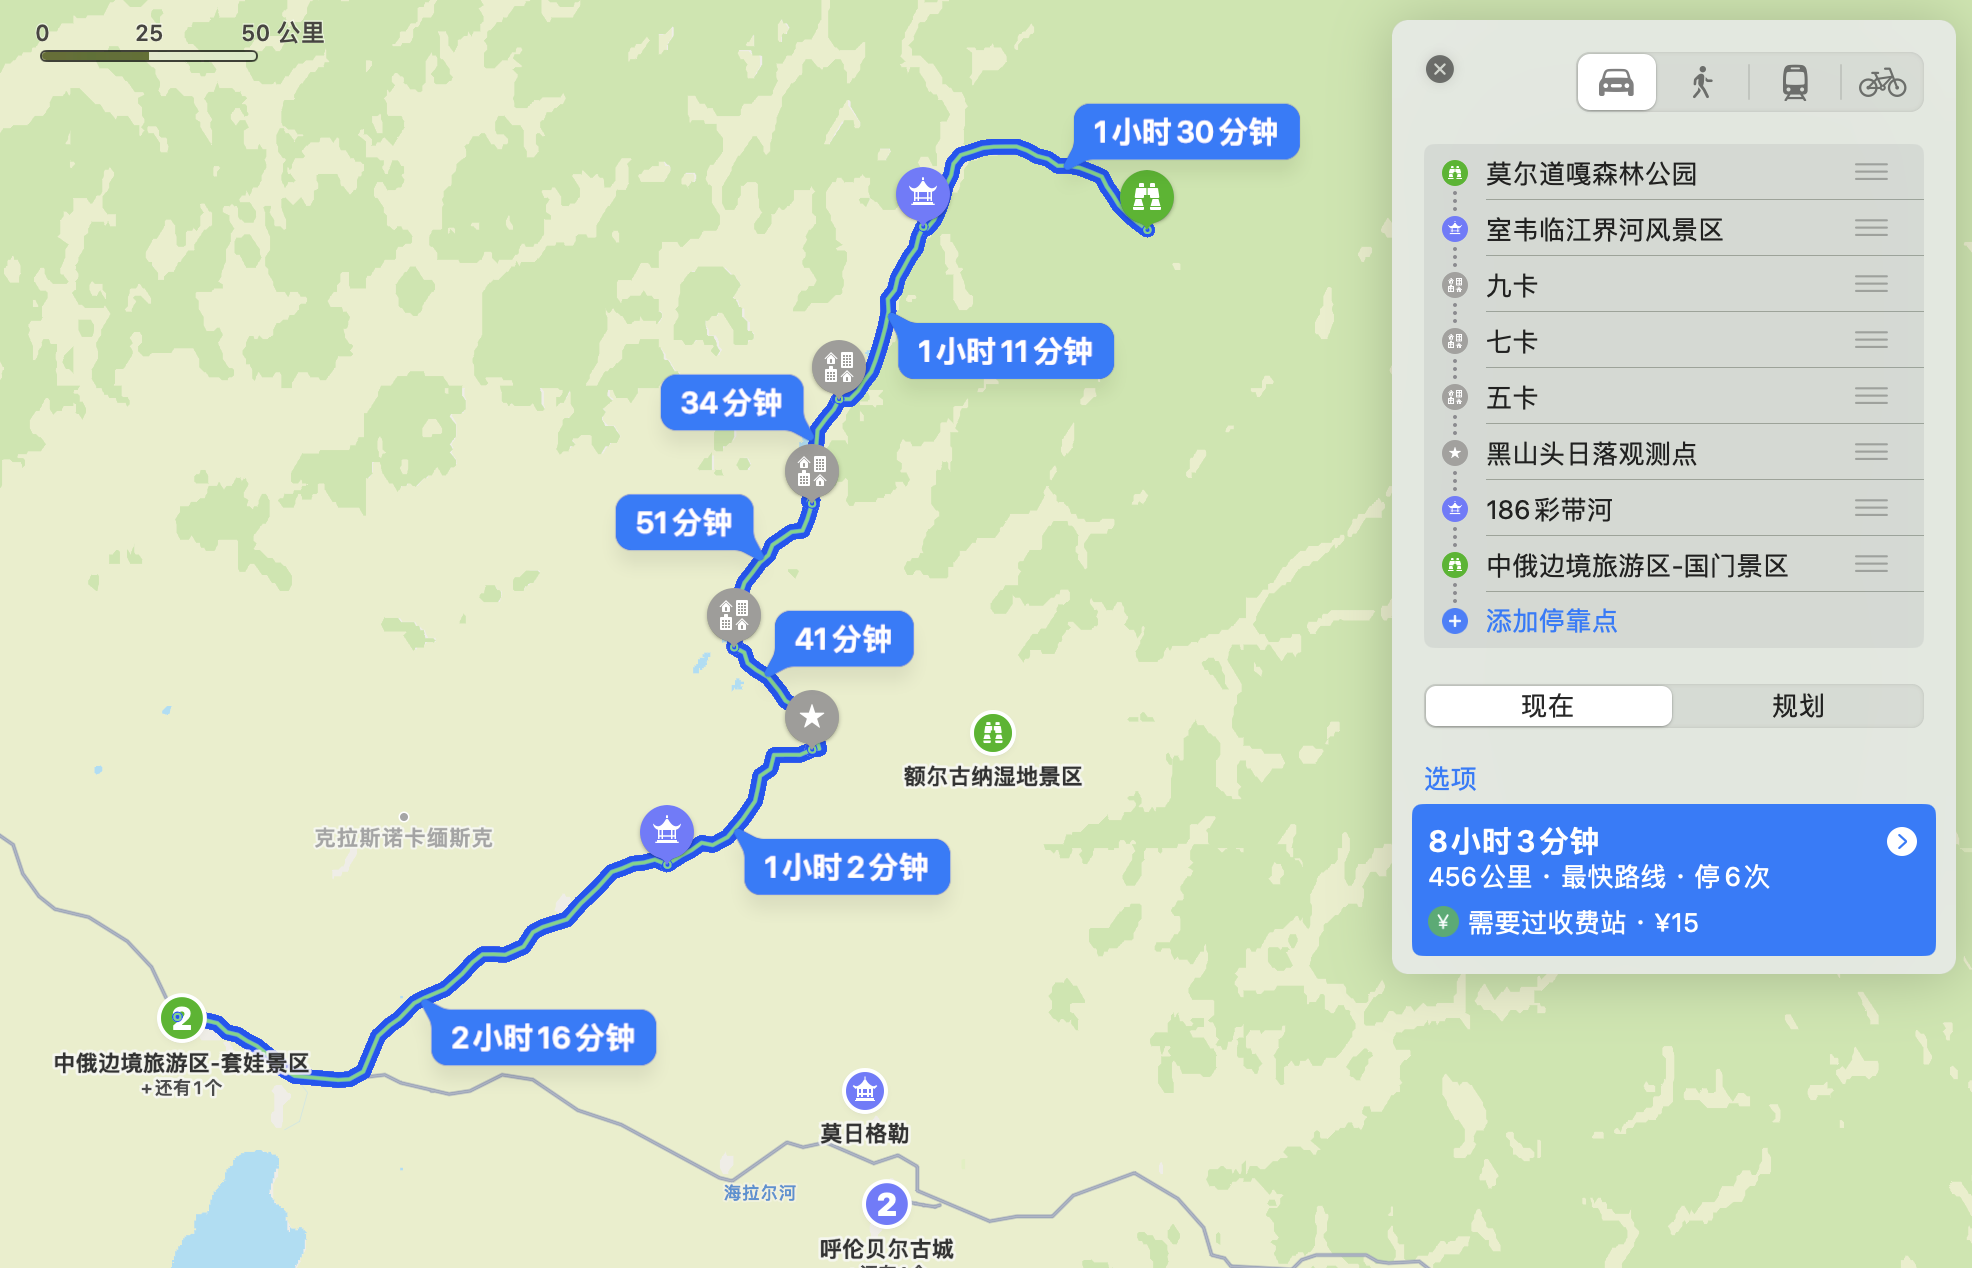 0 25 50 公里
1小时30分钟
1小时11分钟
34分钟
51分钟
41分钟
额尔古纳湿地景区
克拉斯诺卡缅斯克
1小时2分钟
2
2小时16分钟
中俄边境旅游区-套娃景区
+还有1个
莫日格勒
海拉尔河
2
呼伦贝尔古城
莫尔道嘎森林公园
室韦临江界河风景区
九卡
七卡
五卡
黑山头日落观测点
186彩带河
中俄边境旅游区-国门景区
添加停靠点
现在 规划
选项
8小时3分钟
456公里 · 最快路线 · 停6次
¥ 需要过收费站 · ¥15